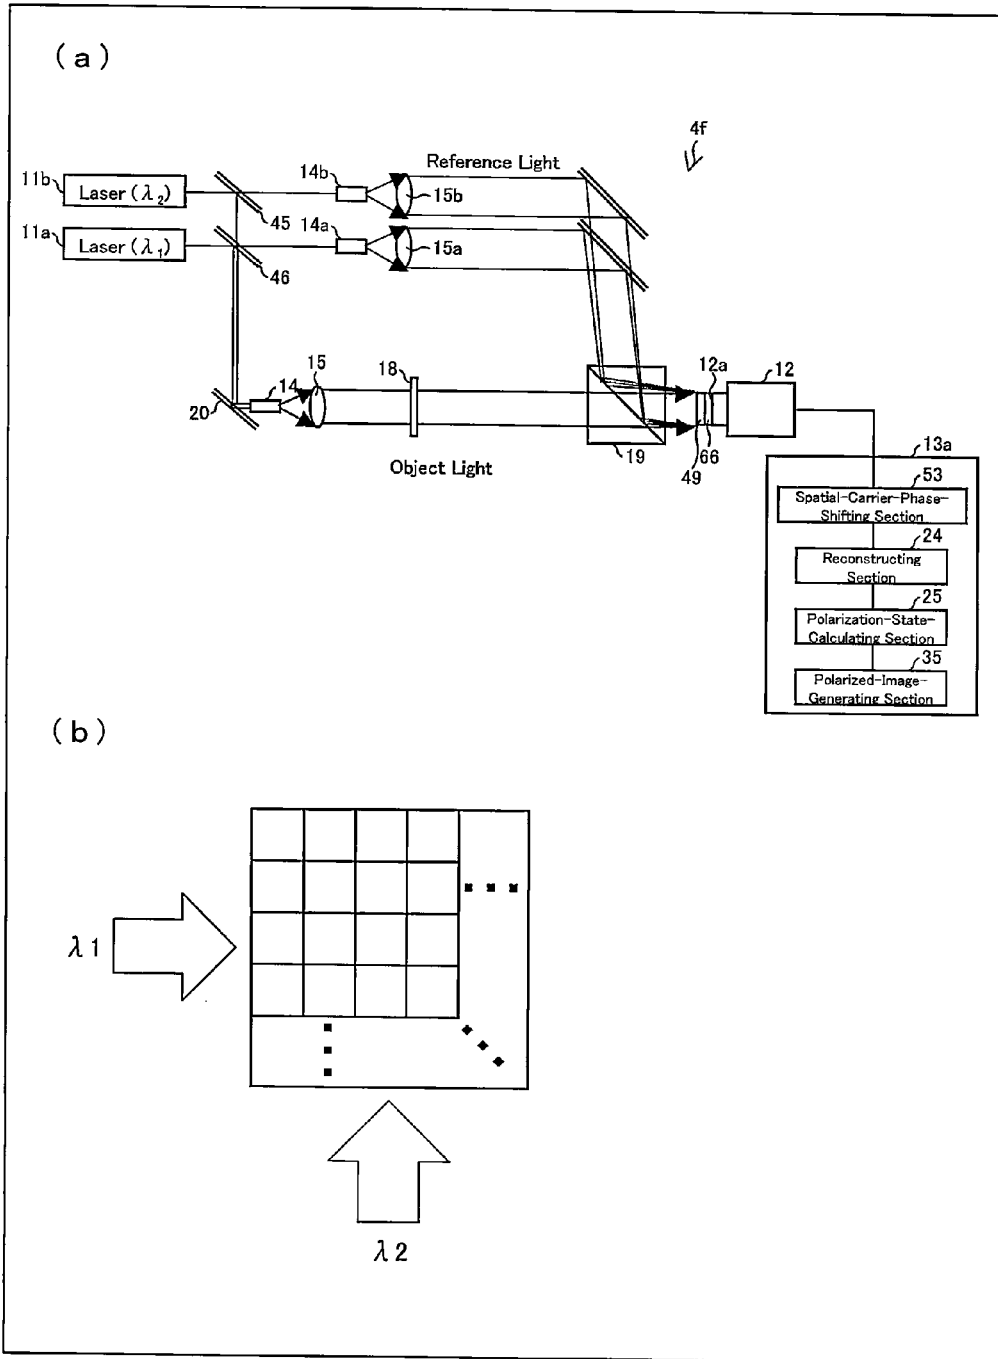 (a)
4f
Reference Light
11b
Laser(λ2)
14b
15b
45
11a
Laser(λ1)
14a
15a
46
20
14
15
18
19
12a
12
49
66
Object Light
13a
53
Spatial-Carrier-Phase-
Shifting Section
24
Reconstructing
Section
25
Polarization-State-
Calculating Section
35
Polarized-Image-
Generating Section
(b)
λ1
λ2